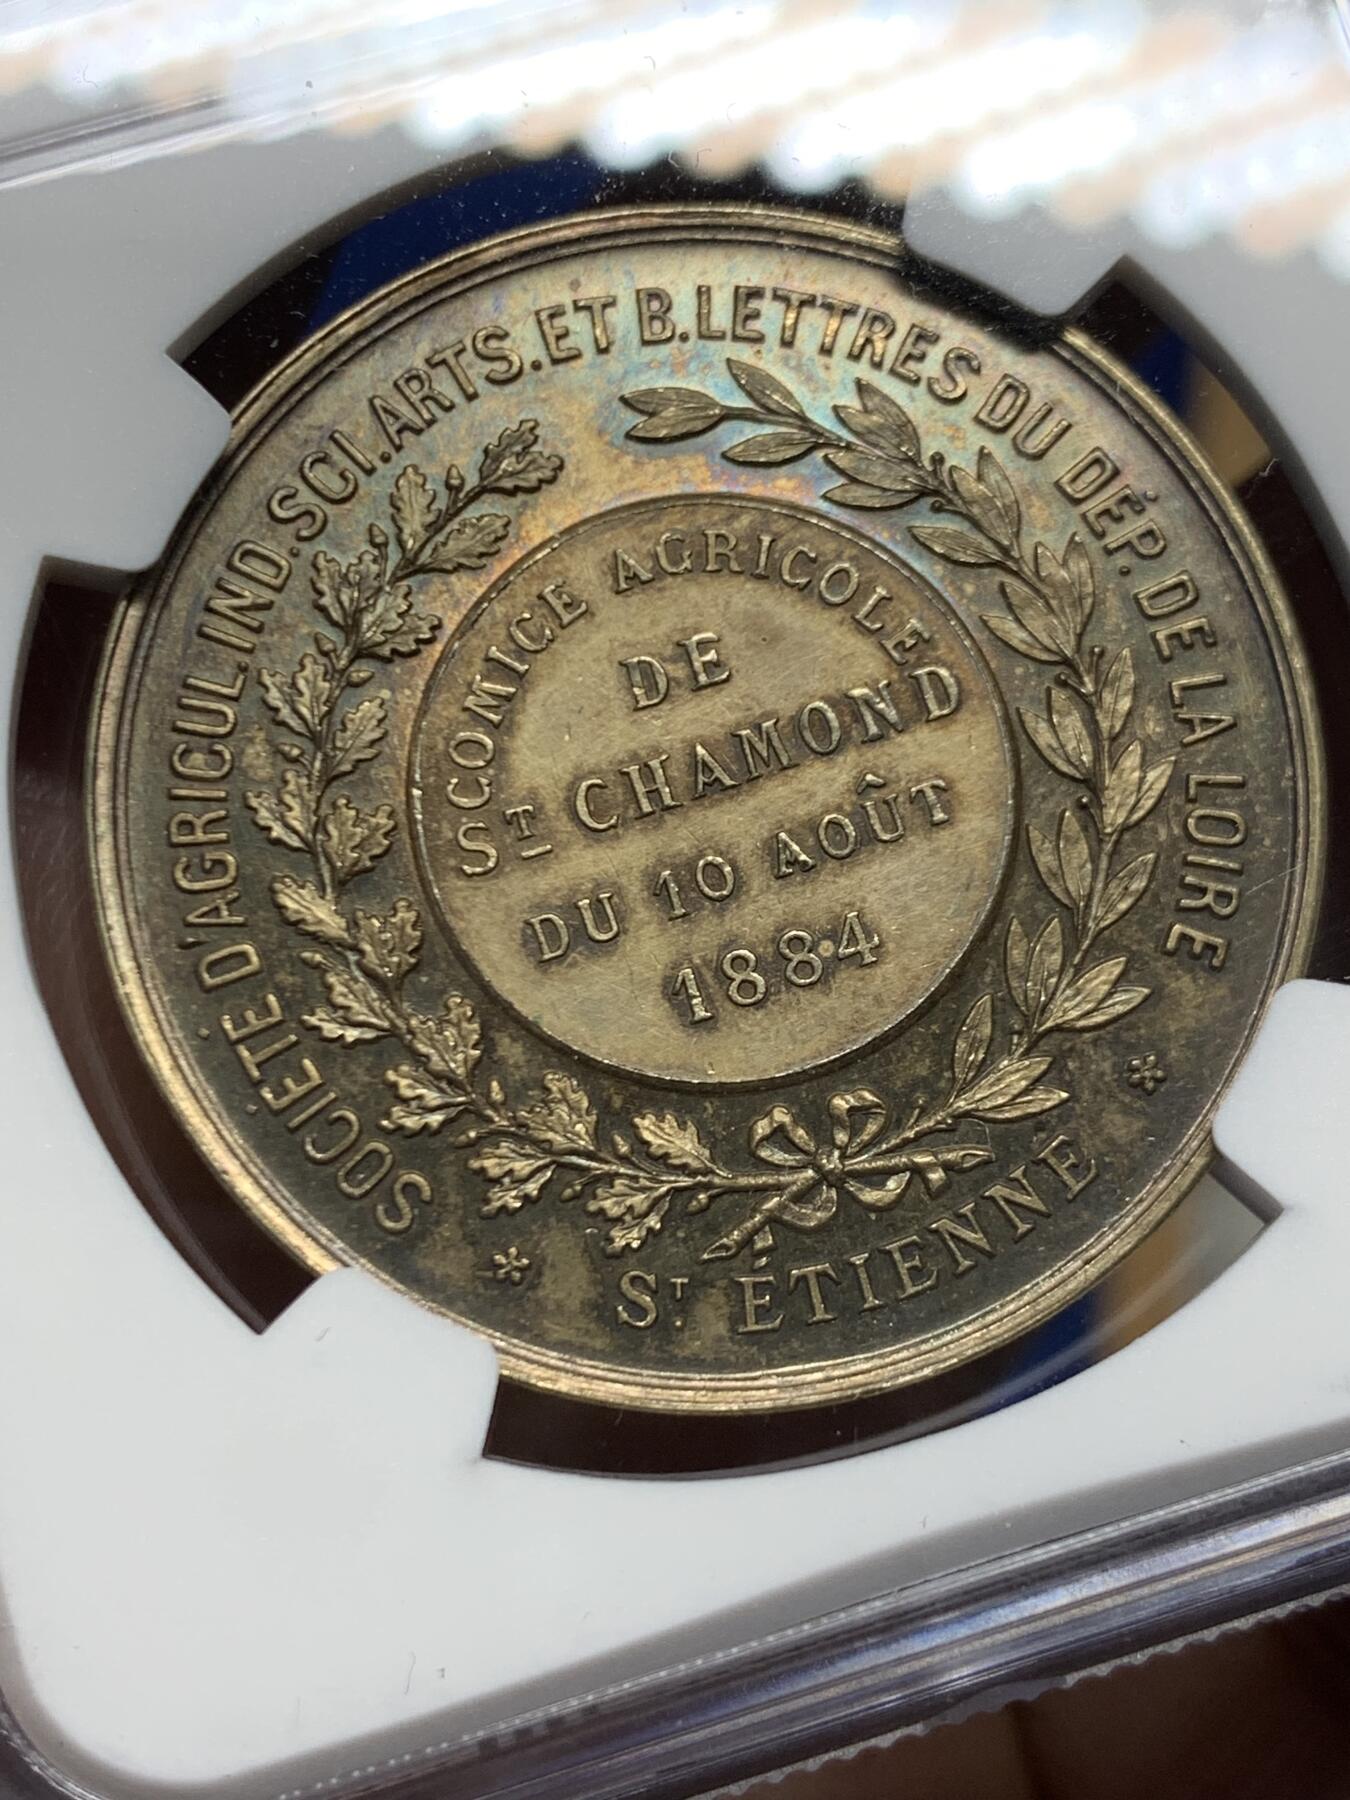 SOCIÉTÉ D'AGRICUL.IND.SCI.ARTS.ET B.LETTRES DU DÉP. DE LA LOIRE
COMICE AGRICOLE
DE
ST CHAMOND
DU 10 AOÛT
1884
* ST. ÉTIENNE *